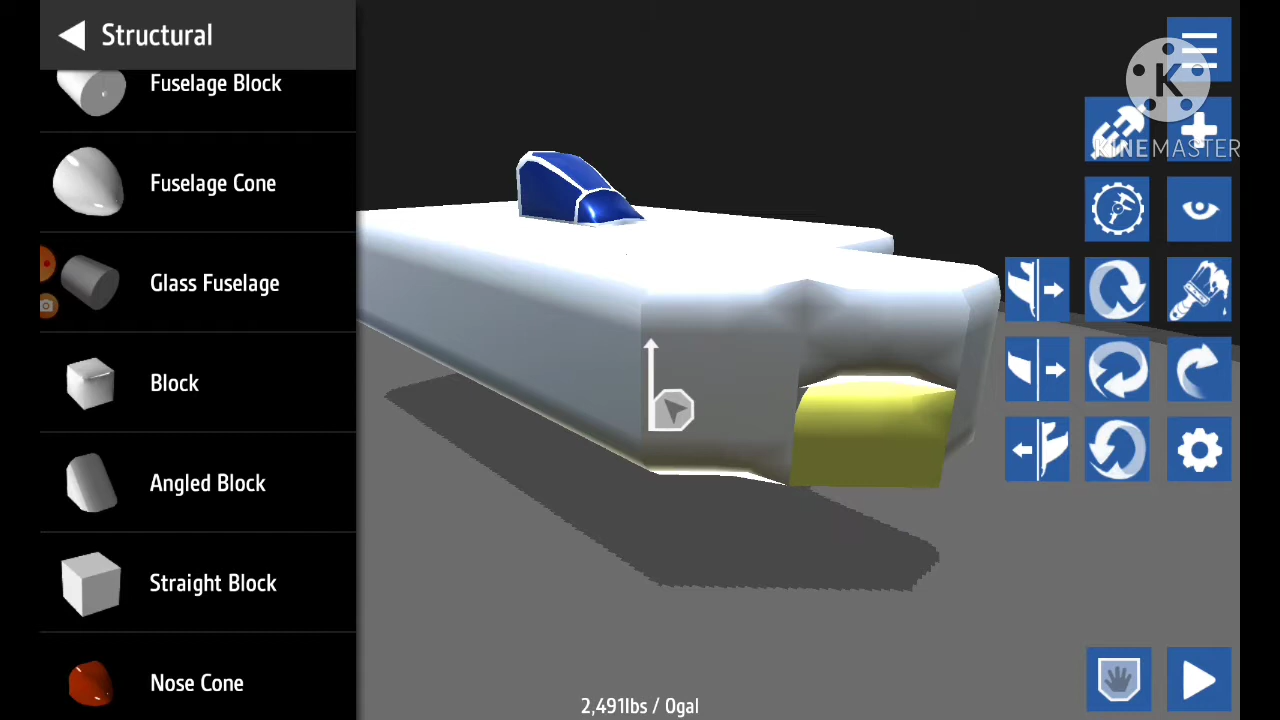 Structural
Fuselage Block
Fuselage Cone
Glass Fuselage
Block
Angled Block
Straight Block
Nose Cone
K
KINEMASTER
2,491lbs / 0gal